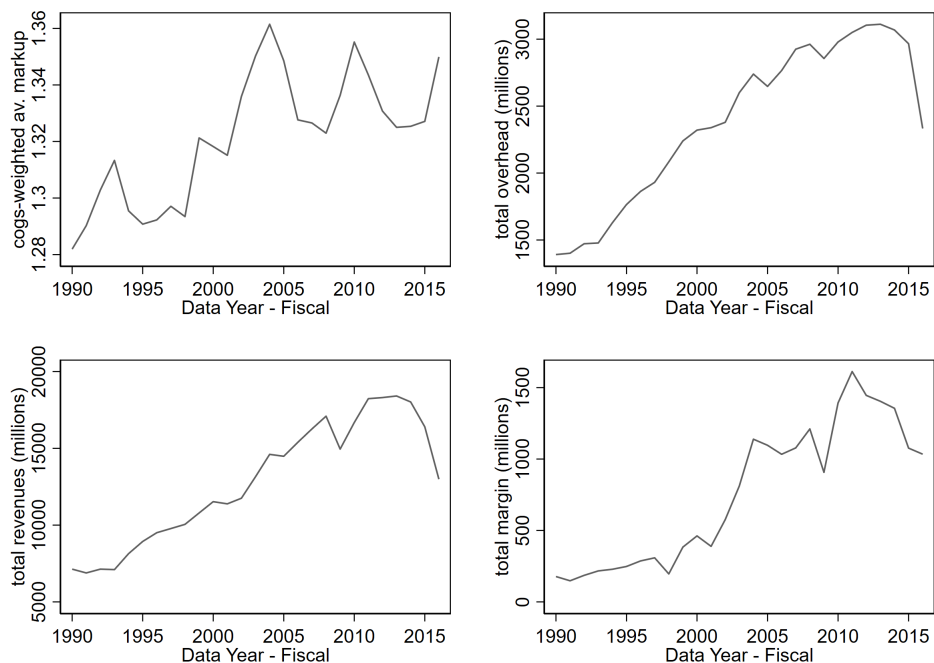 cogs-weighted av. markup
1.36
1.34
1.32
1.3
1.28
1990 1995 2000 2005 2010 2015
Data Year - Fiscal
total overhead (millions)
3000
2500
2000
1500
1990 1995 2000 2005 2010 2015
Data Year - Fiscal
total revenues (millions)
20000
15000
10000
5000
1990 1995 2000 2005 2010 2015
Data Year - Fiscal
total margin (millions)
1500
1000
500
0
1990 1995 2000 2005 2010 2015
Data Year - Fiscal